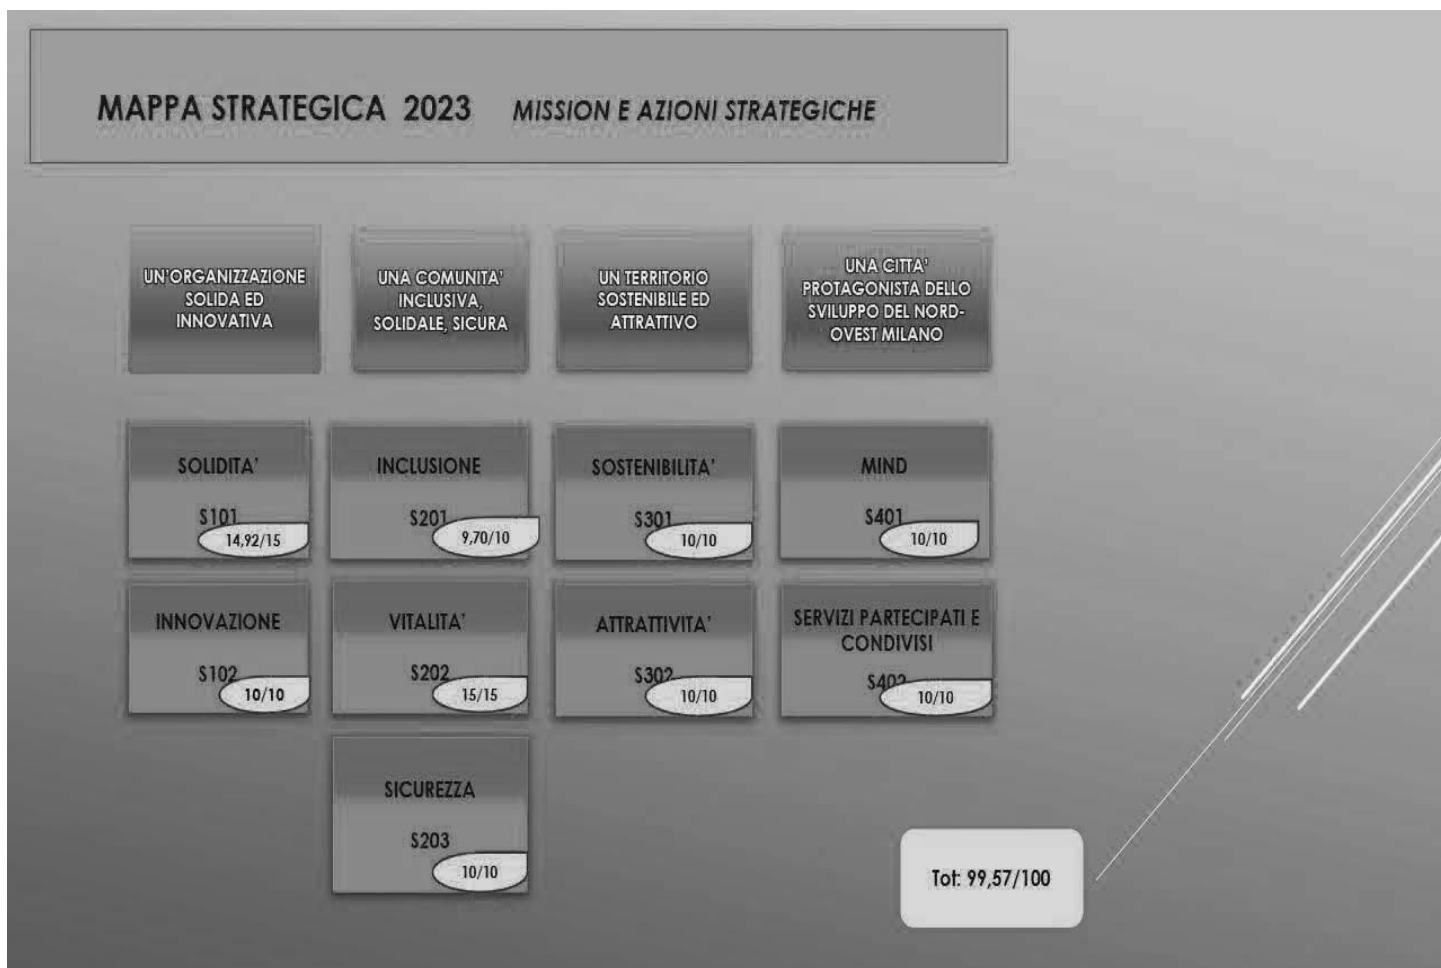 MAPPA STRATEGICA 2023 MISSION E AZIONI STRATEGICHE
UN'ORGANIZZAZIONE
SOLIDA ED
INNOVATIVA
UNA COMUNITA'
INCLUSIVA,
SOLIDALE, SICURA
UN TERRITORIO
SOSTENIBILE ED
ATTRATTIVO
UNA CITTA'
PROTAGONISTA DELLO
SVILUPPO DEL NORD-
OVEST MILANO
SOLIDITA'
S101
14,92/15
INCLUSIONE
S201
9,70/10
SOSTENIBILITA'
S301
10/10
MIND
S401
10/10
INNOVAZIONE
S102
10/10
VITALITA'
S202
15/15
ATTRATTIVITA'
S302
10/10
SERVIZI PARTECIPATI E
CONDIVISI
S402
10/10
SICUREZZA
S203
10/10
Tot: 99,57/100